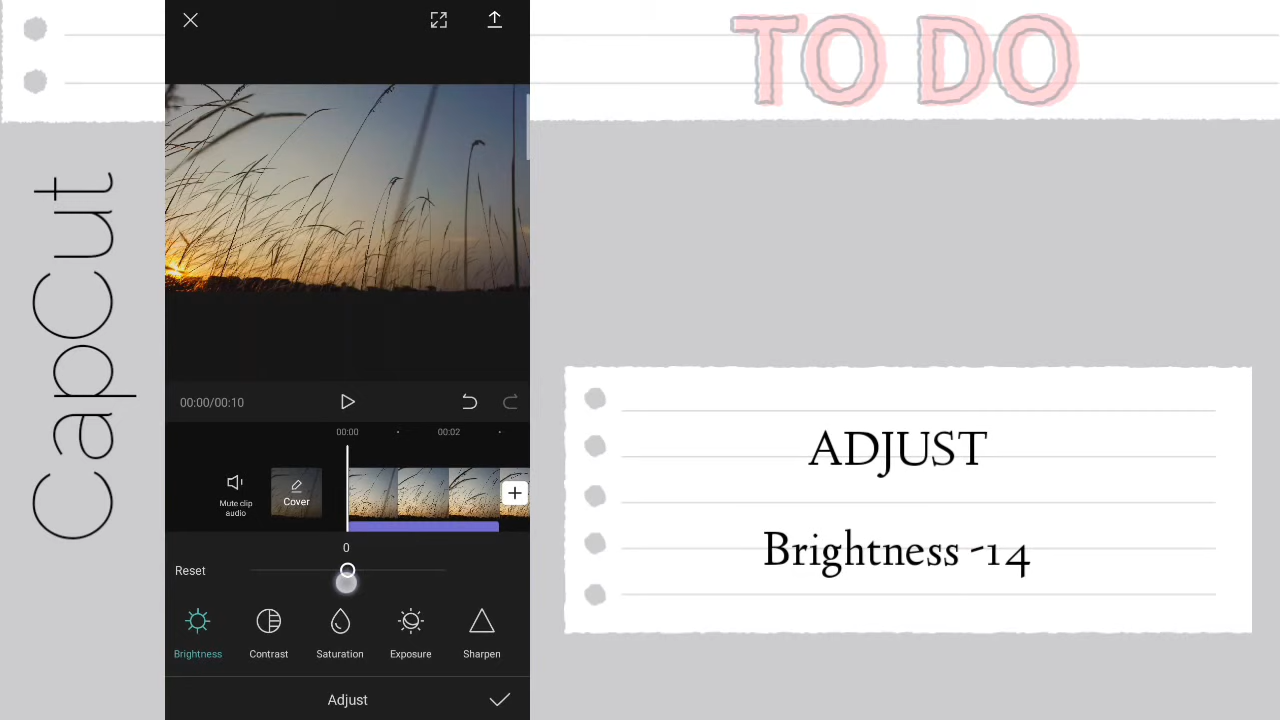 TO DO
CapCut
00:00/00:10
00:00
00:02
Mute clip
audio
Cover
0
Reset
Brightness
Contrast
Saturation
Exposure
Sharpen
Adjust
ADJUST
Brightness -14